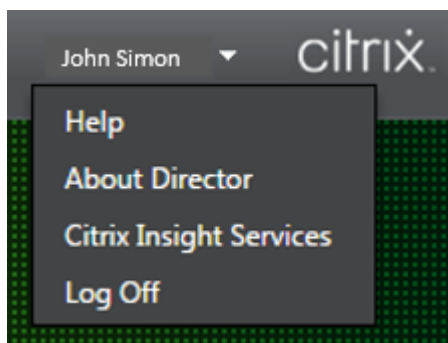 John Simon
citrix
Help
About Director
Citrix Insight Services
Log Off